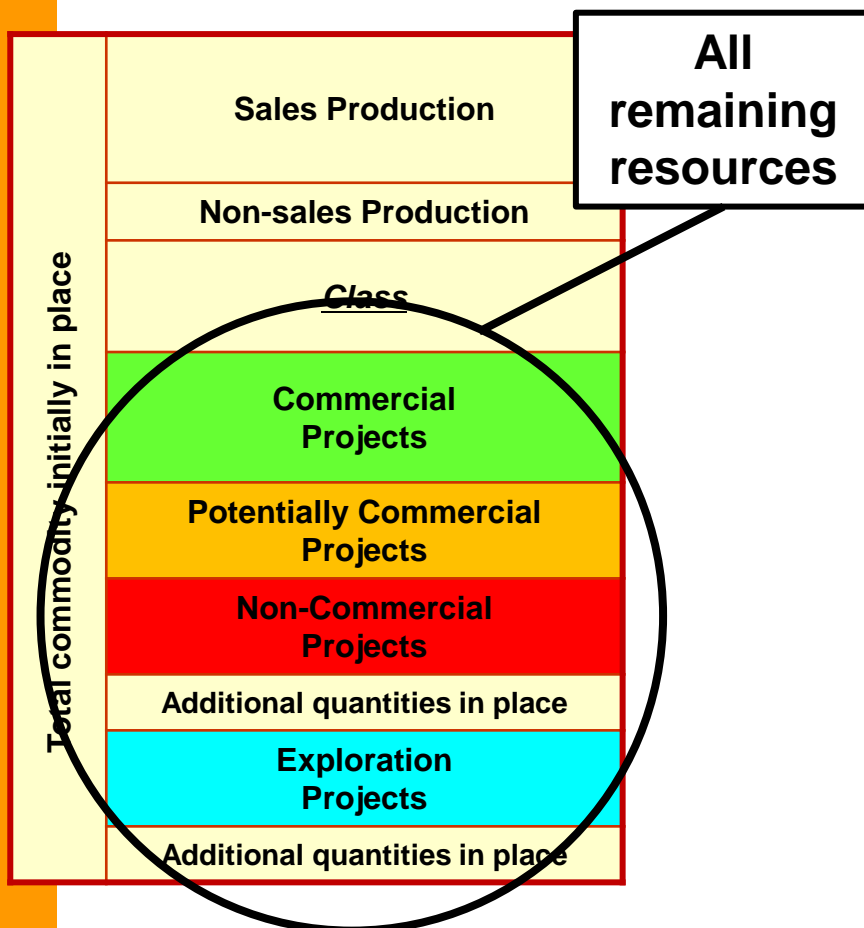 All
remaining
resources
Total commodity initially in place
Sales Production
Non-sales Production
Class
Commercial
Projects
Potentially Commercial
Projects
Non-Commercial
Projects
Additional quantities in place
Exploration
Projects
Additional quantities in place